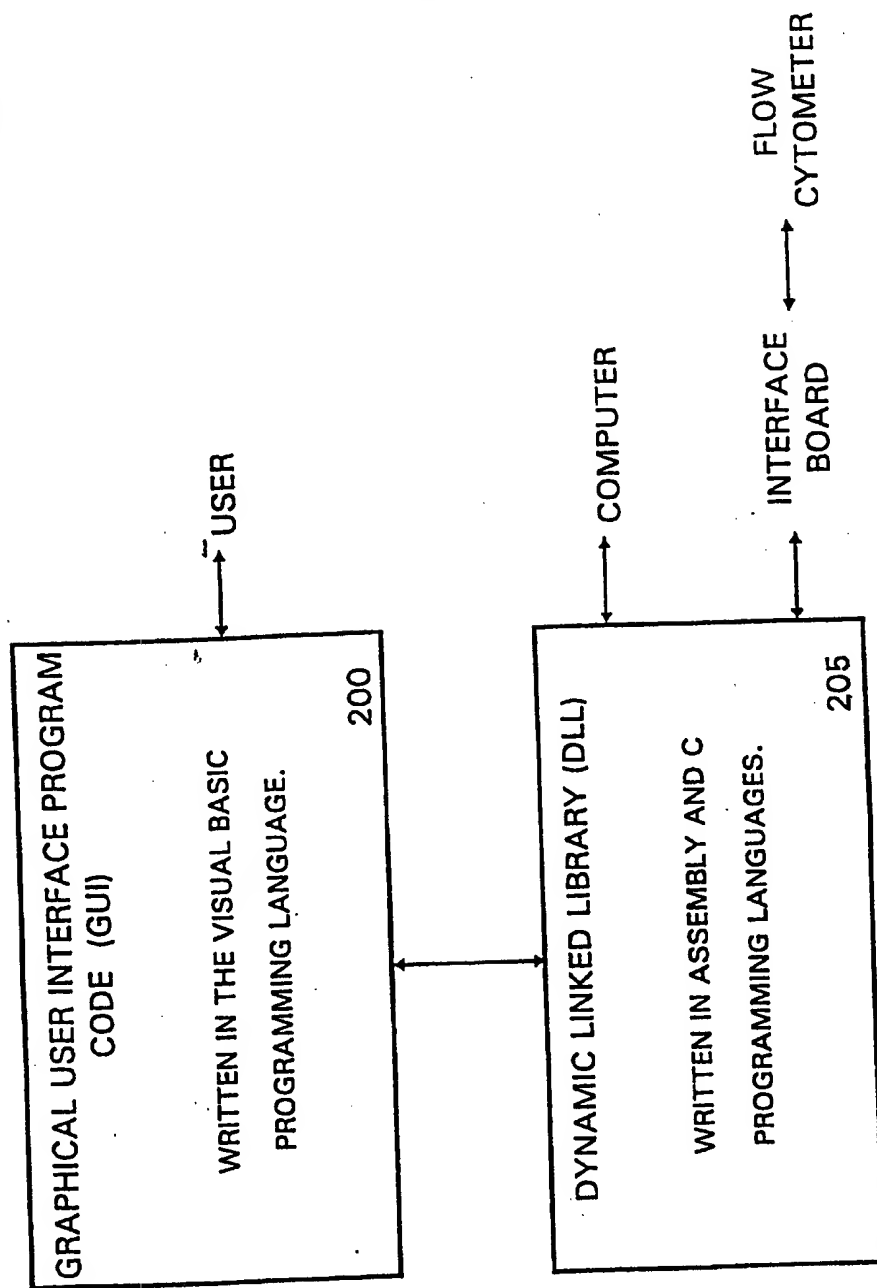 GRAPHICAL USER INTERFACE PROGRAM
CODE (GUI)
WRITTEN IN THE VISUAL BASIC
PROGRAMMING LANGUAGE.
200
USER
DYNAMIC LINKED LIBRARY (DLL)
WRITTEN IN ASSEMBLY AND C
PROGRAMMING LANGUAGES.
205
COMPUTER
INTERFACE
BOARD
FLOW
CYTOMETER